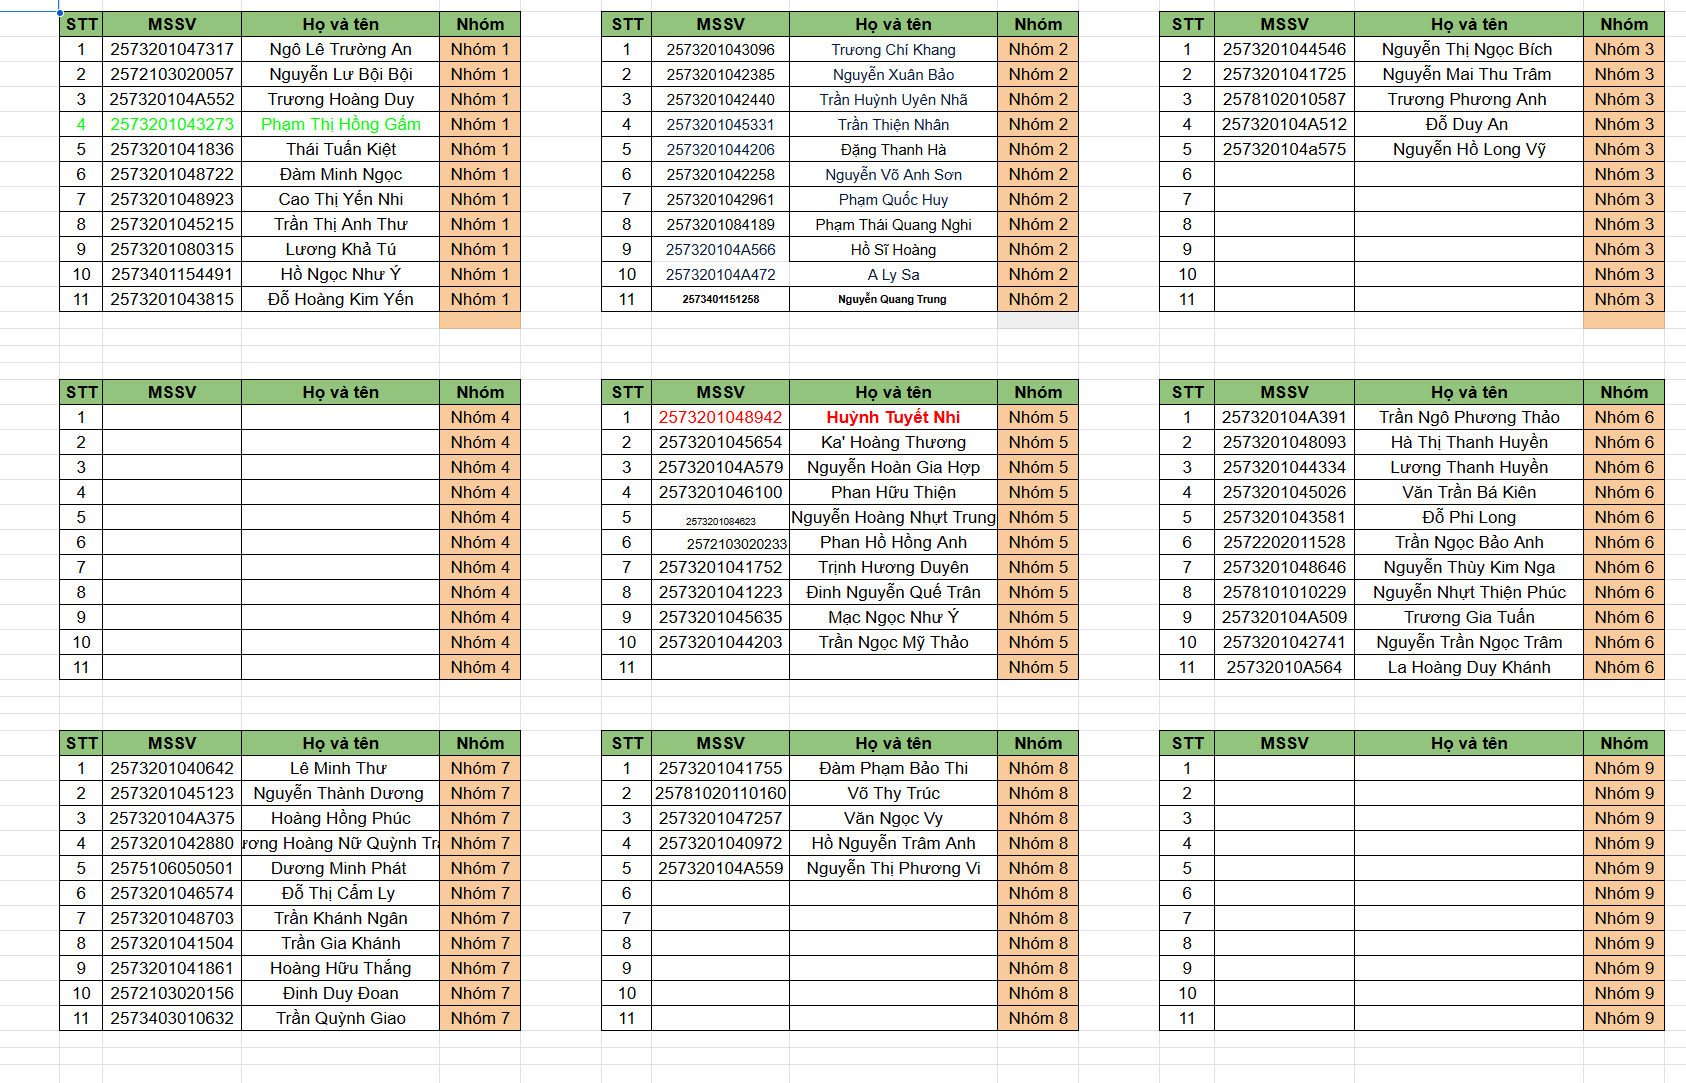 STT MSSV Họ và tên Nhóm
1 2573201047317 Ngô Lê Trường An Nhóm 1
2 2572103020057 Nguyễn Lư Bội Bội Nhóm 1
3 257320104A552 Trương Hoàng Duy Nhóm 1
4 2573201043273 Phạm Thị Hồng Gấm Nhóm 1
5 2573201041836 Thái Tuấn Kiệt Nhóm 1
6 2573201048722 Đàm Minh Ngọc Nhóm 1
7 2573201048923 Cao Thị Yến Nhi Nhóm 1
8 2573201045215 Trần Thị Anh Thư Nhóm 1
9 2573201080315 Lương Khả Tú Nhóm 1
10 2573401154491 Hồ Ngọc Như Ý Nhóm 1
11 2573201043815 Đỗ Hoàng Kim Yến Nhóm 1
STT MSSV Họ và tên Nhóm
1 2573201043096 Trương Chí Khang Nhóm 2
2 2573201042385 Nguyễn Xuân Bảo Nhóm 2
3 2573201042440 Trần Huỳnh Uyên Nhã Nhóm 2
4 2573201045331 Trần Thiện Nhân Nhóm 2
5 2573201044206 Đặng Thanh Hà Nhóm 2
6 2573201042258 Nguyễn Võ Anh Sơn Nhóm 2
7 2573201042961 Phạm Quốc Huy Nhóm 2
8 2573201084189 Phạm Thái Quang Nghi Nhóm 2
9 257320104A566 Hồ Sĩ Hoàng Nhóm 2
10 257320104A472 A Ly Sa Nhóm 2
11 2573401151258 Nguyễn Quang Trung Nhóm 2
STT MSSV Họ và tên Nhóm
1 2573201044546 Nguyễn Thị Ngọc Bích Nhóm 3
2 2573201041725 Nguyễn Mai Thu Trâm Nhóm 3
3 2578102010587 Trương Phương Anh Nhóm 3
4 257320104A512 Đỗ Duy An Nhóm 3
5 257320104a575 Nguyễn Hồ Long Vỹ Nhóm 3
6 Nhóm 3
7 Nhóm 3
8 Nhóm 3
9 Nhóm 3
10 Nhóm 3
11 Nhóm 3
STT MSSV Họ và tên Nhóm
1 Nhóm 4
2 Nhóm 4
3 Nhóm 4
4 Nhóm 4
5 Nhóm 4
6 Nhóm 4
7 Nhóm 4
8 Nhóm 4
9 Nhóm 4
10 Nhóm 4
11 Nhóm 4
STT MSSV Họ và tên Nhóm
1 2573201048942 Huỳnh Tuyết Nhi Nhóm 5
2 2573201045654 Ka' Hoàng Thương Nhóm 5
3 257320104A579 Nguyễn Hoàn Gia Hợp Nhóm 5
4 2573201046100 Phan Hữu Thiện Nhóm 5
5 2573201084623 Nguyễn Hoàng Nhựt Trung Nhóm 5
6 2572103020233 Phan Hồ Hồng Anh Nhóm 5
7 2573201041752 Trịnh Hương Duyên Nhóm 5
8 2573201041223 Đinh Nguyễn Quế Trân Nhóm 5
9 2573201045635 Mạc Ngọc Như Ý Nhóm 5
10 2573201044203 Trần Ngọc Mỹ Thảo Nhóm 5
11 Nhóm 5
STT MSSV Họ và tên Nhóm
1 257320104A391 Trần Ngô Phương Thảo Nhóm 6
2 2573201048093 Hà Thị Thanh Huyền Nhóm 6
3 2573201044334 Lương Thanh Huyền Nhóm 6
4 2573201045026 Văn Trần Bá Kiên Nhóm 6
5 2573201043581 Đỗ Phi Long Nhóm 6
6 2572202011528 Trần Ngọc Bảo Anh Nhóm 6
7 2573201048646 Nguyễn Thùy Kim Nga Nhóm 6
8 2578101010229 Nguyễn Nhựt Thiện Phúc Nhóm 6
9 257320104A509 Trương Gia Tuấn Nhóm 6
10 2573201042741 Nguyễn Trần Ngọc Trâm Nhóm 6
11 25732010A564 La Hoàng Duy Khánh Nhóm 6
STT MSSV Họ và tên Nhóm
1 2573201040642 Lê Minh Thư Nhóm 7
2 2573201045123 Nguyễn Thành Dương Nhóm 7
3 257320104A375 Hoàng Hồng Phúc Nhóm 7
4 2573201042880 Hoàng Nữ Quỳnh Nhóm 7
5 2575106050501 Dương Minh Phát Nhóm 7
6 2573201046574 Đỗ Thị Cẩm Ly Nhóm 7
7 2573201048703 Trần Khánh Ngân Nhóm 7
8 2573201041504 Trần Gia Khánh Nhóm 7
9 2573201041861 Hoàng Hữu Thắng Nhóm 7
10 2572103020156 Đinh Duy Đoan Nhóm 7
11 2573403010632 Trần Quỳnh Giao Nhóm 7
STT MSSV Họ và tên Nhóm
1 2573201041755 Đàm Phạm Bảo Thi Nhóm 8
2 25781020110160 Võ Thy Trúc Nhóm 8
3 2573201047257 Văn Ngọc Vy Nhóm 8
4 2573201040972 Hồ Nguyễn Trâm Anh Nhóm 8
5 257320104A559 Nguyễn Thị Phương Vi Nhóm 8
6 Nhóm 8
7 Nhóm 8
8 Nhóm 8
9 Nhóm 8
10 Nhóm 8
11 Nhóm 8
STT MSSV Họ và tên Nhóm
1 Nhóm 9
2 Nhóm 9
3 Nhóm 9
4 Nhóm 9
5 Nhóm 9
6 Nhóm 9
7 Nhóm 9
8 Nhóm 9
9 Nhóm 9
10 Nhóm 9
11 Nhóm 9